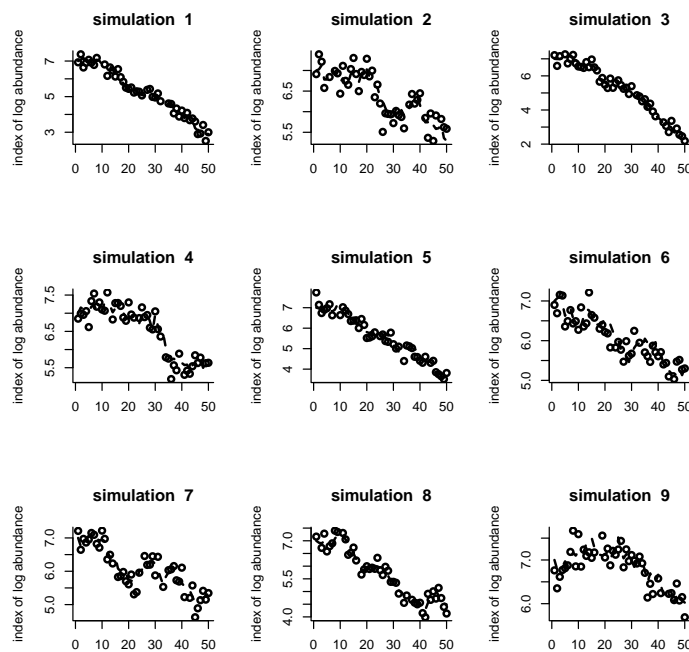 simulation 1
simulation 2
simulation 3
index of log abundance
7
5
3
0 10 20 30 40 50
index of log abundance
6.5
5.5
0 10 20 30 40 50
index of log abundance
6
4
2
0 10 20 30 40 50
simulation 4
simulation 5
simulation 6
index of log abundance
7.5
6.5
5.5
0 10 20 30 40 50
index of log abundance
7
6
5
4
0 10 20 30 40 50
index of log abundance
7.0
6.0
5.0
0 10 20 30 40 50
simulation 7
simulation 8
simulation 9
index of log abundance
7.0
6.0
5.0
0 10 20 30 40 50
index of log abundance
7.0
5.5
4.0
0 10 20 30 40 50
index of log abundance
7.0
6.0
0 10 20 30 40 50